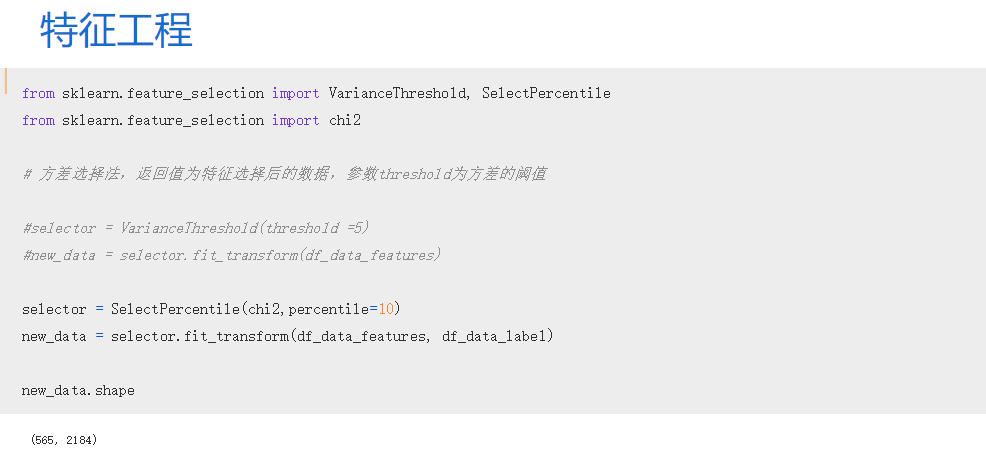 特征工程
from sklearn.feature_selection import VarianceThreshold, SelectPercentile
from sklearn.feature_selection import chi2
# 方差选择法，返回值为特征选择后的数据，参数threshold为方差的阈值
#selector = VarianceThreshold(threshold =5)
#new_data = selector.fit_transform(df_data_features)
selector = SelectPercentile(chi2,percentile=10)
new_data = selector.fit_transform(df_data_features, df_data_label)
new_data.shape
(565, 2184)